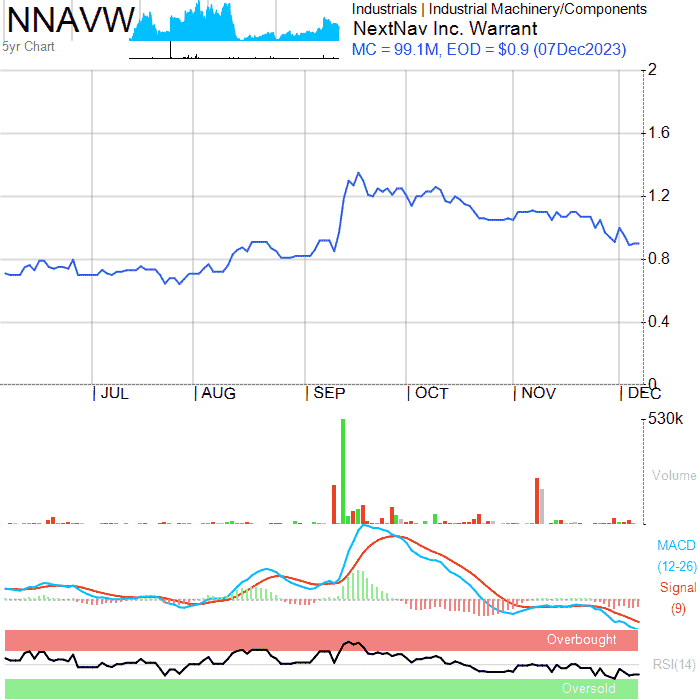 NNAVW
5yr Chart
Industrials | Industrial Machinery/Components
NextNav Inc. Warrant
MC = 99.1M, EOD = $0.9 (07Dec2023)
2
1.6
1.2
0.8
0.4
0
JUL AUG SEP OCT NOV DEC
530k
Volume
MACD
(12-26)
Signal
(9)
Overbought
RSI(14)
Oversold